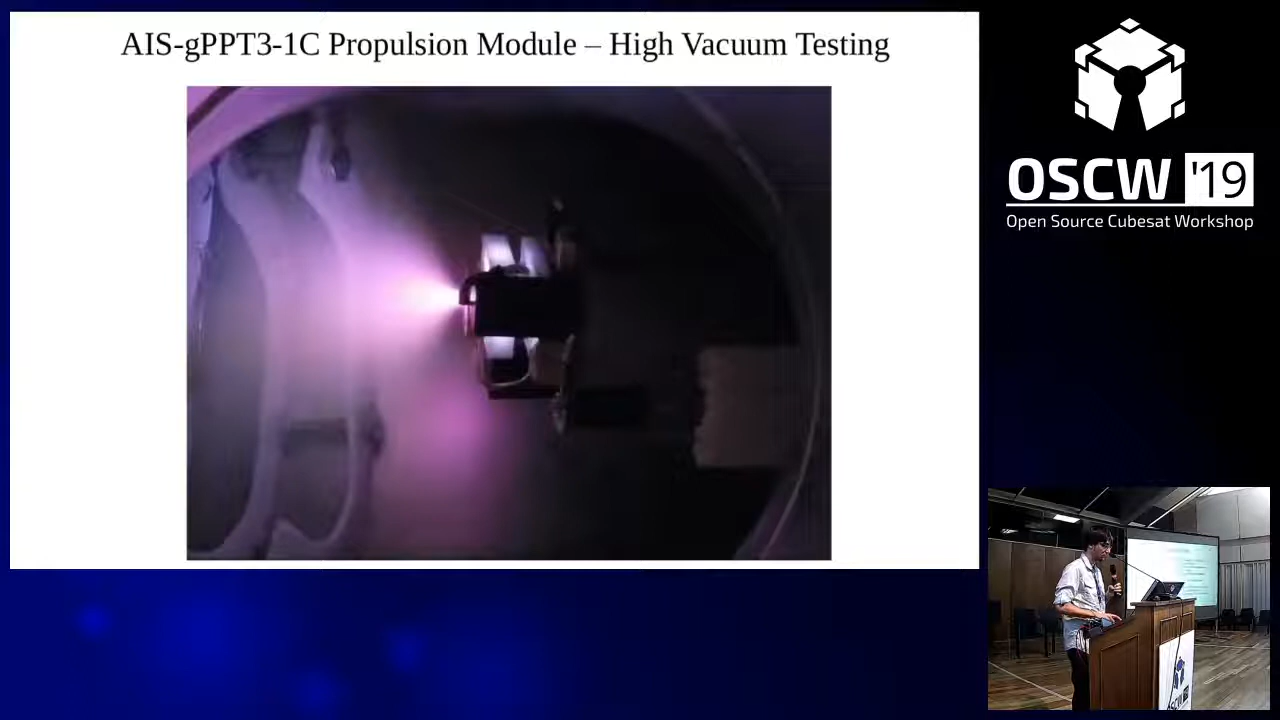 AIS-gPPT3-1C Propulsion Module – High Vacuum Testing
OSCW '19
Open Source Cubesat Workshop